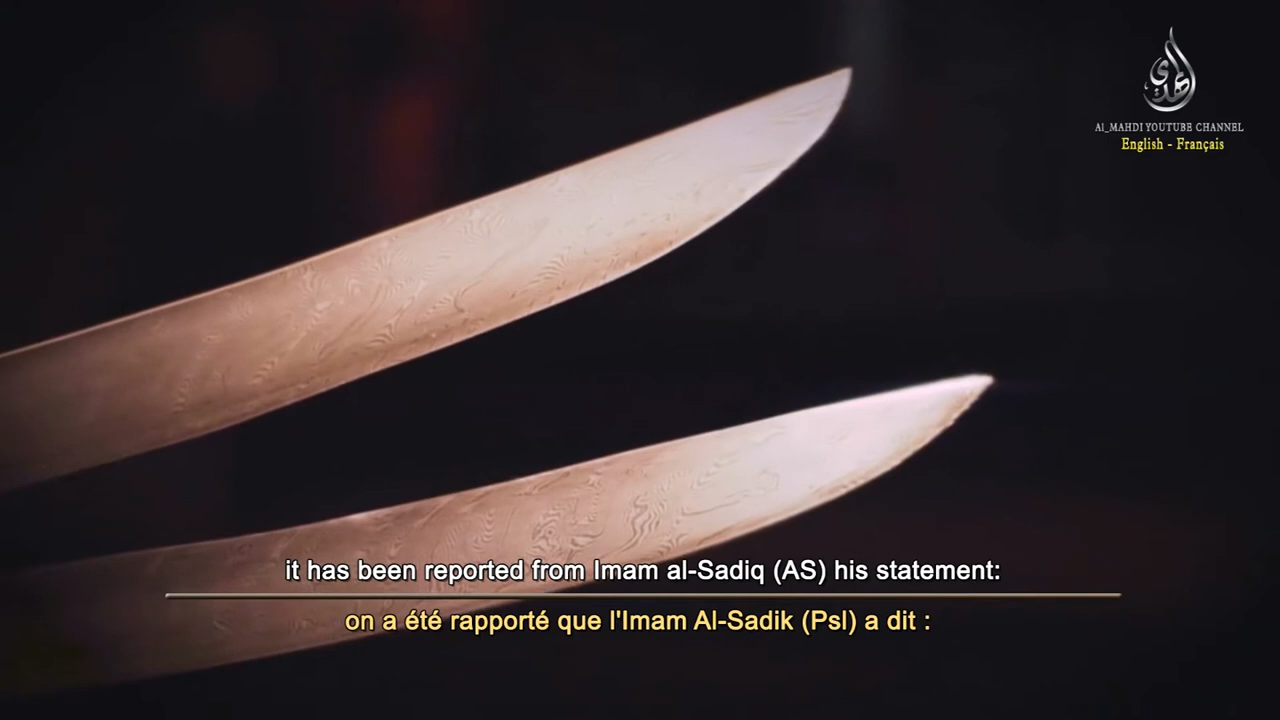 المهدي
Al_MAHDI YOUTUBE CHANNEL
English - Français
it has been reported from Imam al-Sadiq (AS) his statement:
on a été rapporté que l'Imam Al-Sadik (Psl) a dit :